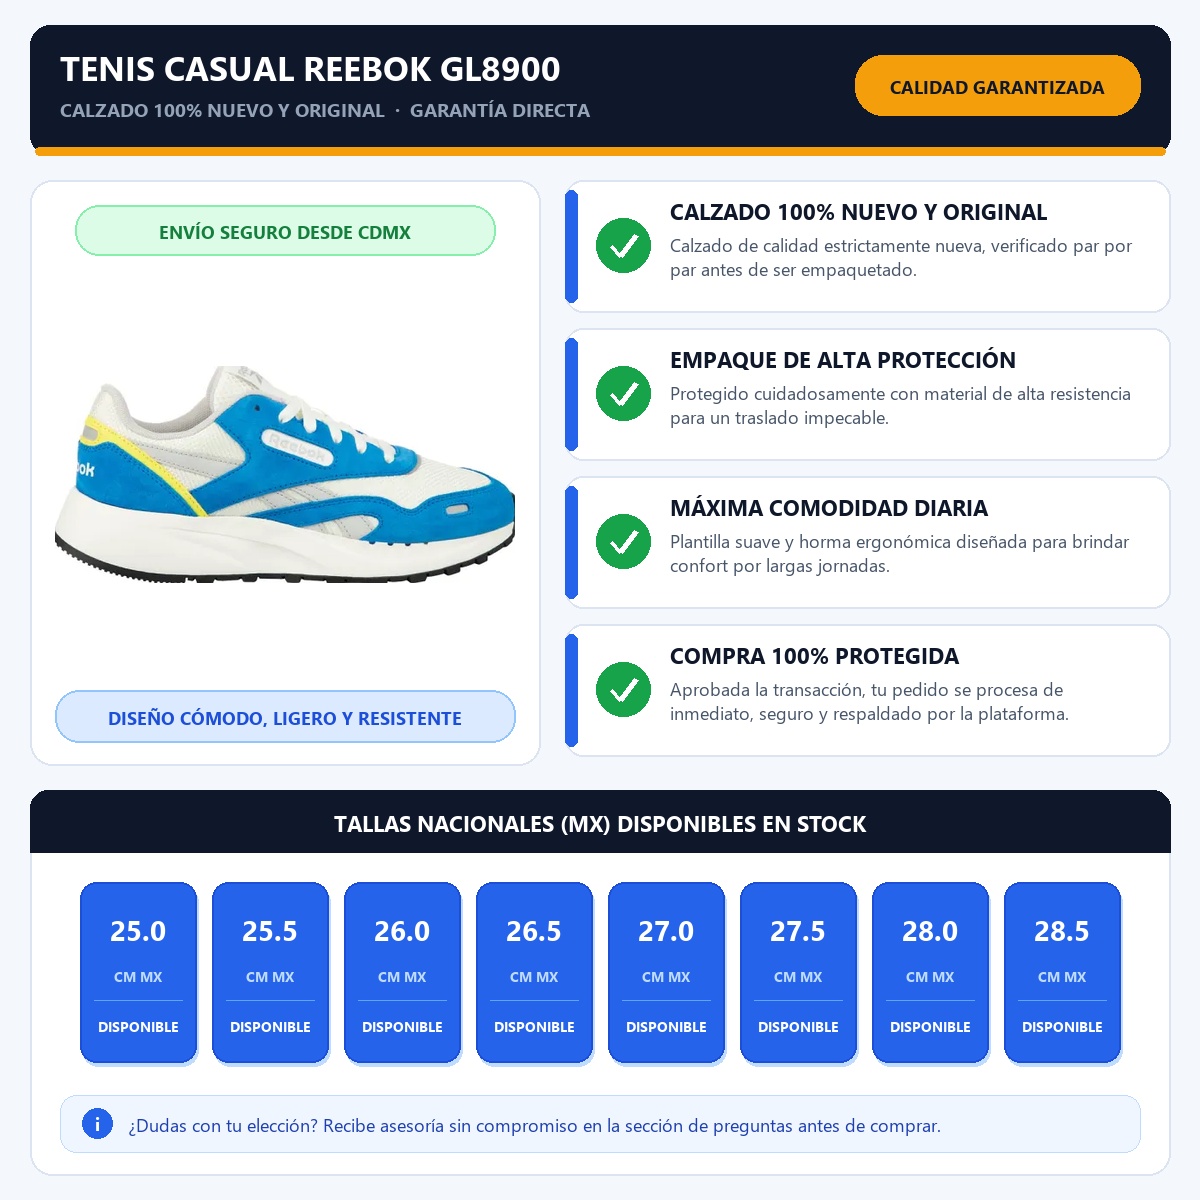 TENIS CASUAL REEBOK GL8900
CALZADO 100% NUEVO Y ORIGINAL · GARANTÍA DIRECTA
CALIDAD GARANTIZADA
ENVÍO SEGURO DESDE CDMX
Reebok
ook
DISEÑO CÓMODO, LIGERO Y RESISTENTE
CALZADO 100% NUEVO Y ORIGINAL
Calzado de calidad estrictamente nueva, verificado par por
par antes de ser empaquetado.
EMPAQUE DE ALTA PROTECCIÓN
Protegido cuidadosamente con material de alta resistencia
para un traslado impecable.
MÁXIMA COMODIDAD DIARIA
Plantilla suave y horma ergonómica diseñada para brindar
confort por largas jornadas.
COMPRA 100% PROTEGIDA
Aprobada la transacción, tu pedido se procesa de
inmediato, seguro y respaldado por la plataforma.
TALLAS NACIONALES (MX) DISPONIBLES EN STOCK
25.0 25.5 26.0 26.5 27.0 27.5 28.0 28.5
CM MX CM MX CM MX CM MX CM MX CM MX CM MX CM MX
DISPONIBLE DISPONIBLE DISPONIBLE DISPONIBLE DISPONIBLE DISPONIBLE DISPONIBLE DISPONIBLE
¿Dudas con tu elección? Recibe asesoría sin compromiso en la sección de preguntas antes de comprar.